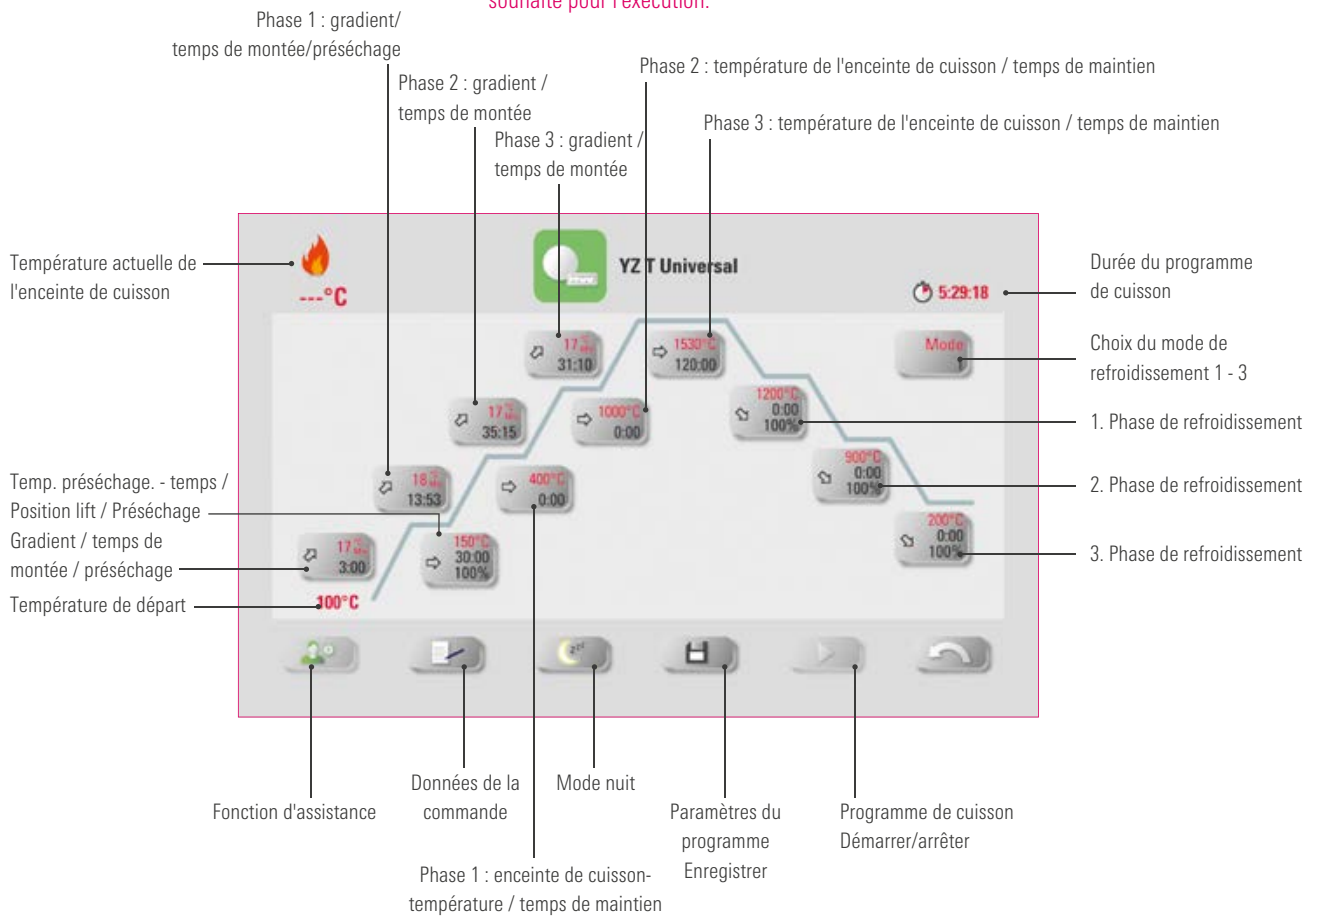 souhaité pour l'exécution.
Phase 1 : gradient/
temps de montée/préséchage
Phase 2 : gradient /
temps de montée
Phase 3 : gradient /
temps de montée
Phase 2 : température de l'enceinte de cuisson / temps de maintien
Phase 3 : température de l'enceinte de cuisson / temps de maintien
Température actuelle de
l'enceinte de cuisson
---°C
YZ T Universal
5:29:18
Durée du programme
de cuisson
Choix du mode de
refroidissement 1 - 3
Mode
1
17
31:10
1530°C
120:00
17
35:15
1000°C
0:00
1200°C
0:00
100%
1. Phase de refroidissement
18
13:53
400°C
0:00
900°C
0:00
100%
2. Phase de refroidissement
Temp. préséchage. - temps /
Position lift / Préséchage
Gradient / temps de
montée / préséchage
Température de départ
17
3:00
150°C
30:00
100%
200°C
0:00
100%
3. Phase de refroidissement
100°C
Fonction d'assistance
Données de la
commande
Mode nuit
Paramètres du
programme
Enregistrer
Programme de cuisson
Démarrer/arrêter
Phase 1 : enceinte de cuisson-
température / temps de maintien